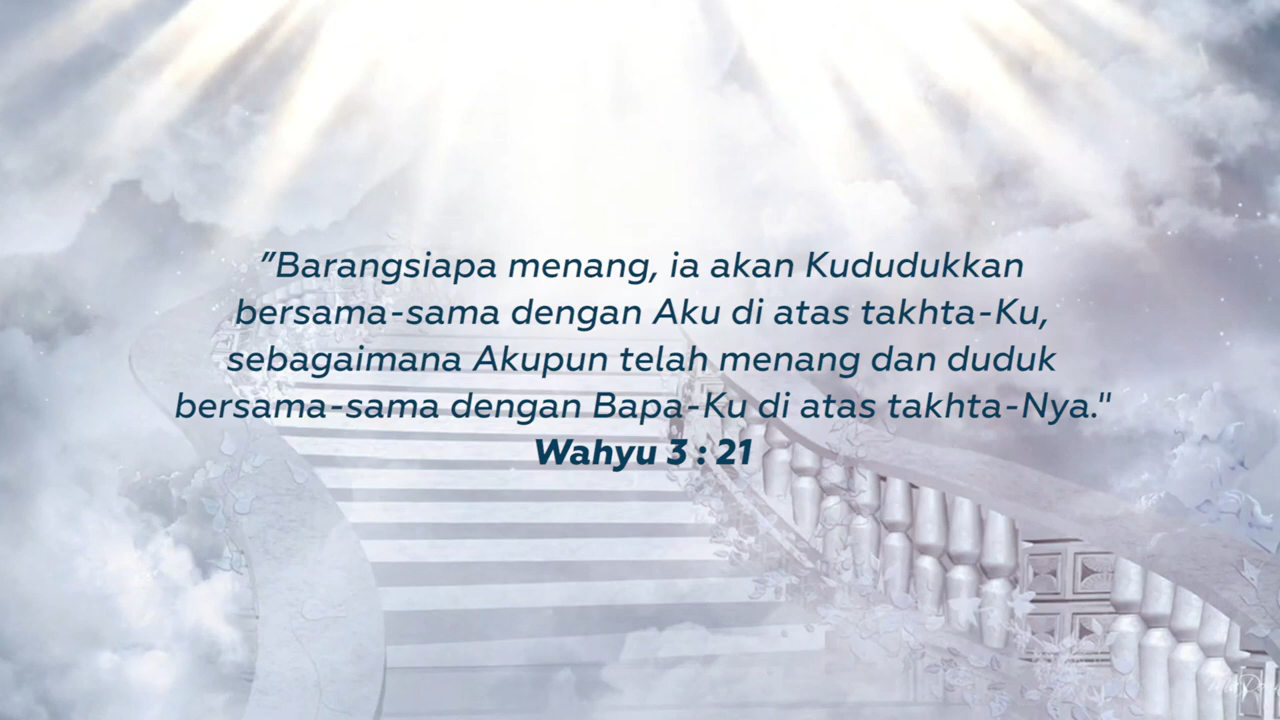 "Barangsiapa menang, ia akan Kududukkan
bersama-sama dengan Aku di atas takhta-Ku,
sebagaimana Akupun telah menang dan duduk
bersama-sama dengan Bapa-Ku di atas takhta-Nya."
Wahyu 3 : 21